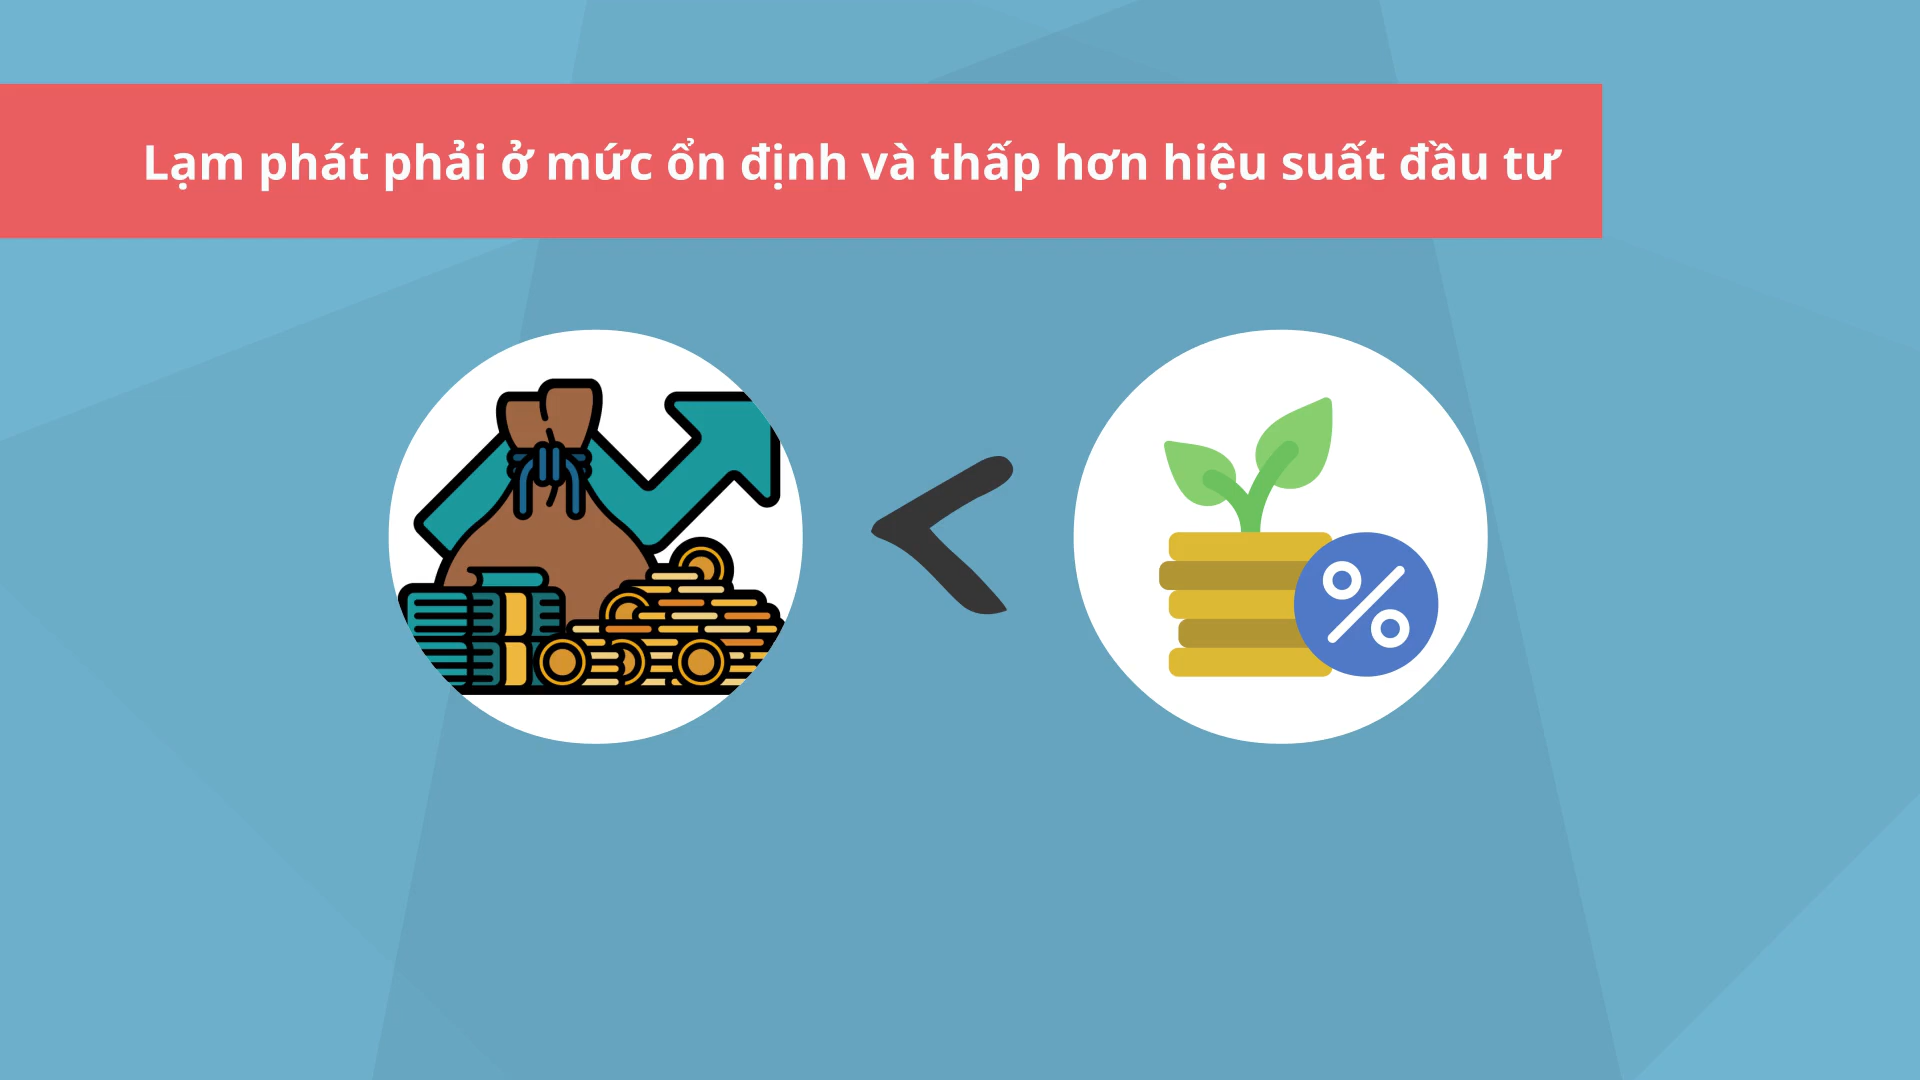 Lạm phát phải ở mức ổn định và thấp hơn hiệu suất đầu tư
<
%